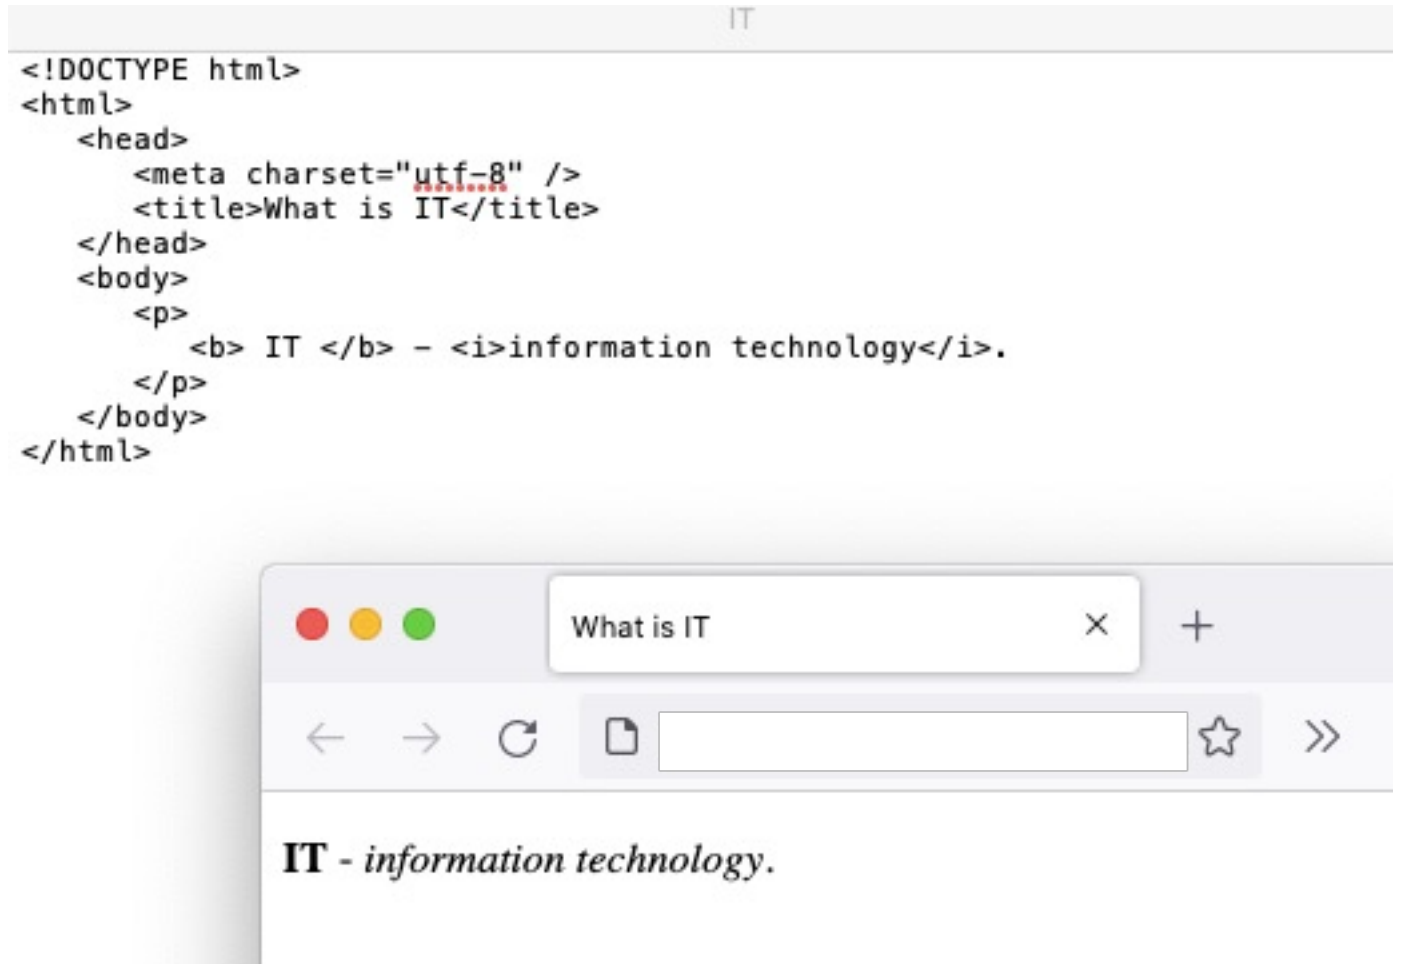 IT
<!DOCTYPE html>
<html>
   <head>
      <meta charset="utf-8" />
      <title>What is IT</title>
   </head>
   <body>
      <p>
         <b> IT </b> - <i>information technology</i>.
      </p>
   </body>
</html>
What is IT
IT - information technology.